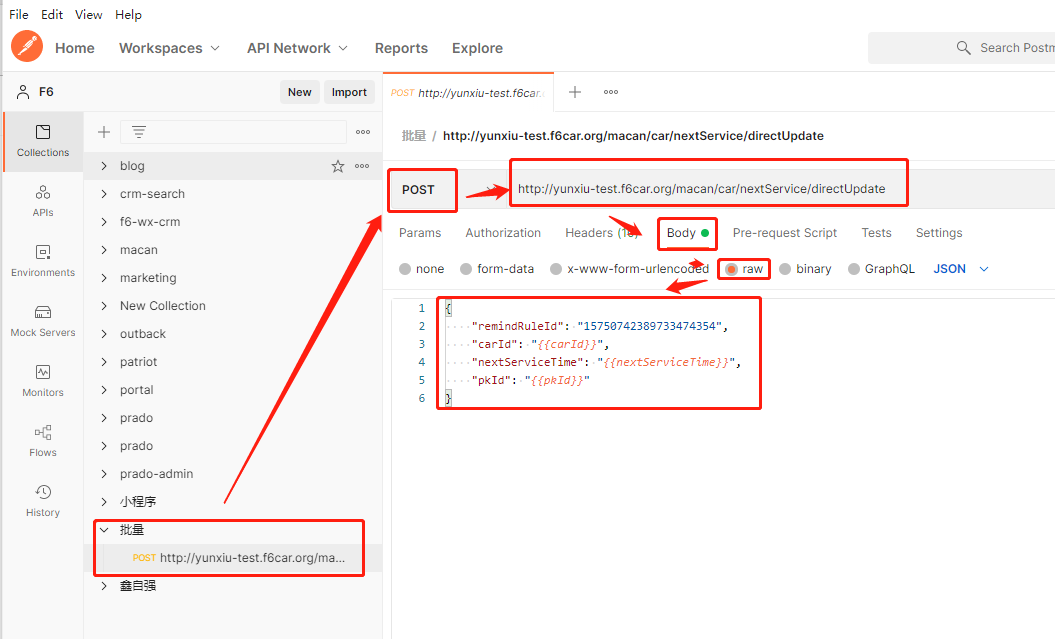 File Edit View Help
Home Workspaces API Network Reports Explore Search Postm
F6 New Import
POST http://yunxiu-test.f6car.
批量 / http://yunxiu-test.f6car.org/macan/car/nextService/directUpdate
Collections
APIs
Environments
Mock Servers
Monitors
Flows
History
blog
crm-search
f6-wx-crm
macan
marketing
New Collection
outback
patriot
portal
prado
prado
prado-admin
小程序
批量
POST http://yunxiu-test.f6car.org/ma...
鑫自强
POST http://yunxiu-test.f6car.org/macan/car/nextService/directUpdate
Params Authorization Headers Body Pre-request Script Tests Settings
none form-data x-www-form-urlencoded raw binary GraphQL JSON
1 {
2 "remindRuleId": "15750742389733474354",
3 "carId": "{{carId}}",
4 "nextServiceTime": "{{nextServiceTime}}",
5 "pkId": "{{pkId}}"
6 }